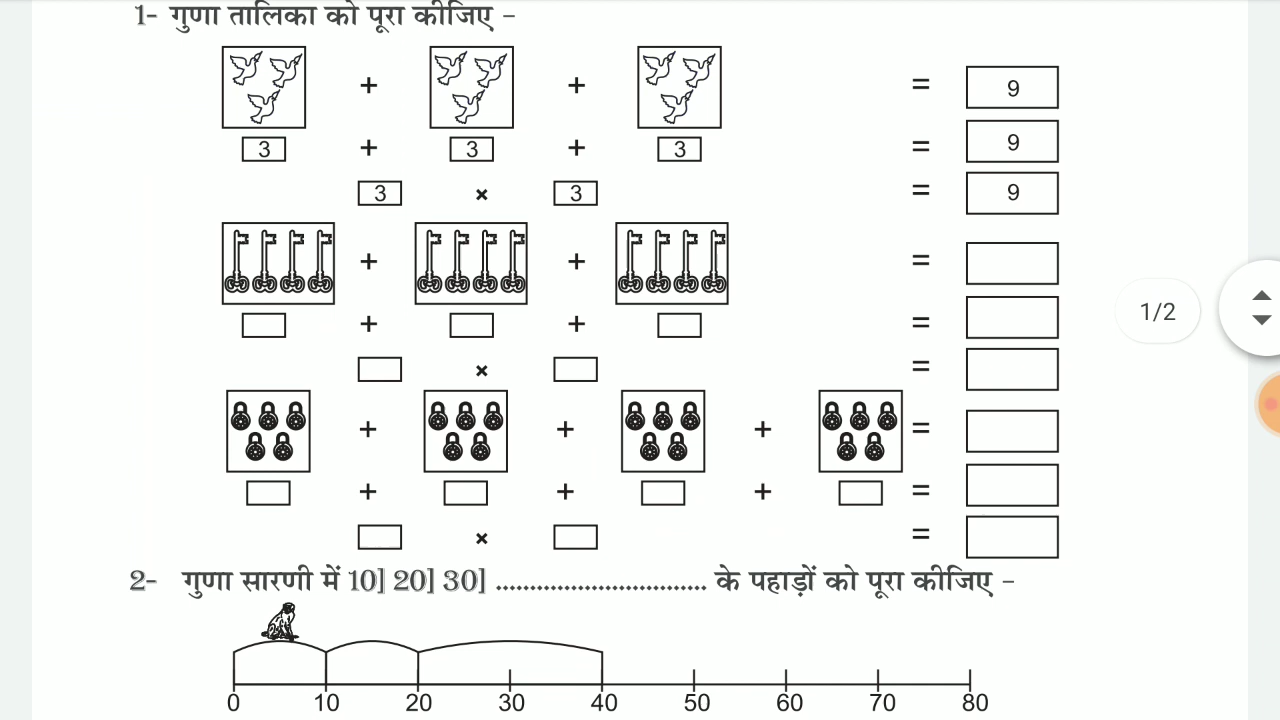 1- गुणा तालिका को पूरा कीजिए –
+ + = 9
3 + 3 + 3 = 9
3 × 3 = 9
+ + =
+ + =
× =
+ + + =
+ + + =
× =
2- गुणा सारणी में 10] 20] 30] ............................... के पहाड़ों को पूरा कीजिए –
0 10 20 30 40 50 60 70 80
1/2